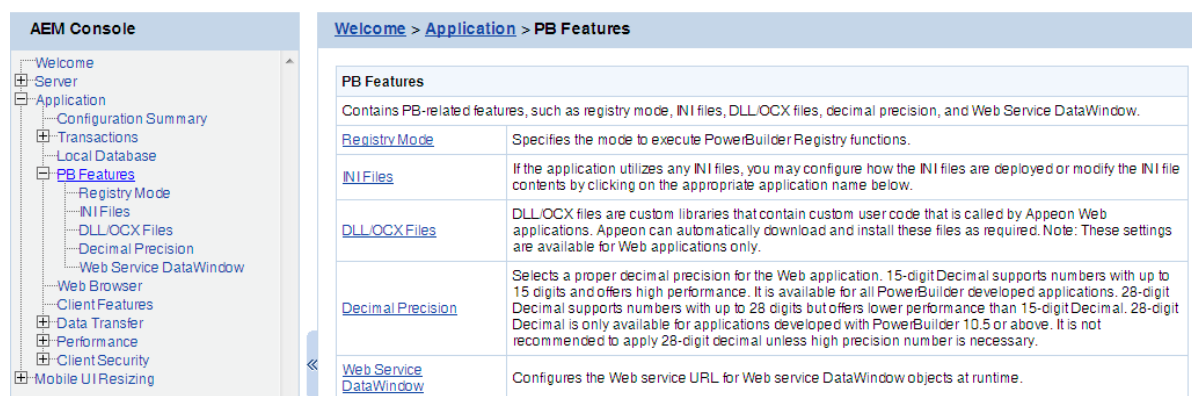 AEM Console
Welcome
Server
Application
Configuration Summary
Transactions
Local Database
PB Features
Registry Mode
INI Files
DLL/OCX Files
Decimal Precision
Web Service DataWindow
Web Browser
Client Features
Data Transfer
Performance
Client Security
Mobile UI Resizing
«
Welcome > Application > PB Features
PB Features
Contains PB-related features, such as registry mode, INI files, DLL/OCX files, decimal precision, and Web Service DataWindow.
Registry Mode
Specifies the mode to execute PowerBuilder Registry functions.
INI Files
If the application utilizes any INI files, you may configure how the INI files are deployed or modify the INI file
contents by clicking on the appropriate application name below.
DLL/OCX Files
DLL/OCX files are custom libraries that contain custom user code that is called by Appeon Web
applications. Appeon can automatically download and install these files as required. Note: These settings
are available for Web applications only.
Decimal Precision
Selects a proper decimal precision for the Web application. 15-digit Decimal supports numbers with up to
15 digits and offers high performance. It is available for all PowerBuilder developed applications. 28-digit
Decimal supports numbers with up to 28 digits but offers lower performance than 15-digit Decimal. 28-digit
Decimal is only available for applications developed with PowerBuilder 10.5 or above. It is not
recommended to apply 28-digit decimal unless high precision number is necessary.
Web Service
DataWindow
Configures the Web service URL for Web service DataWindow objects at runtime.